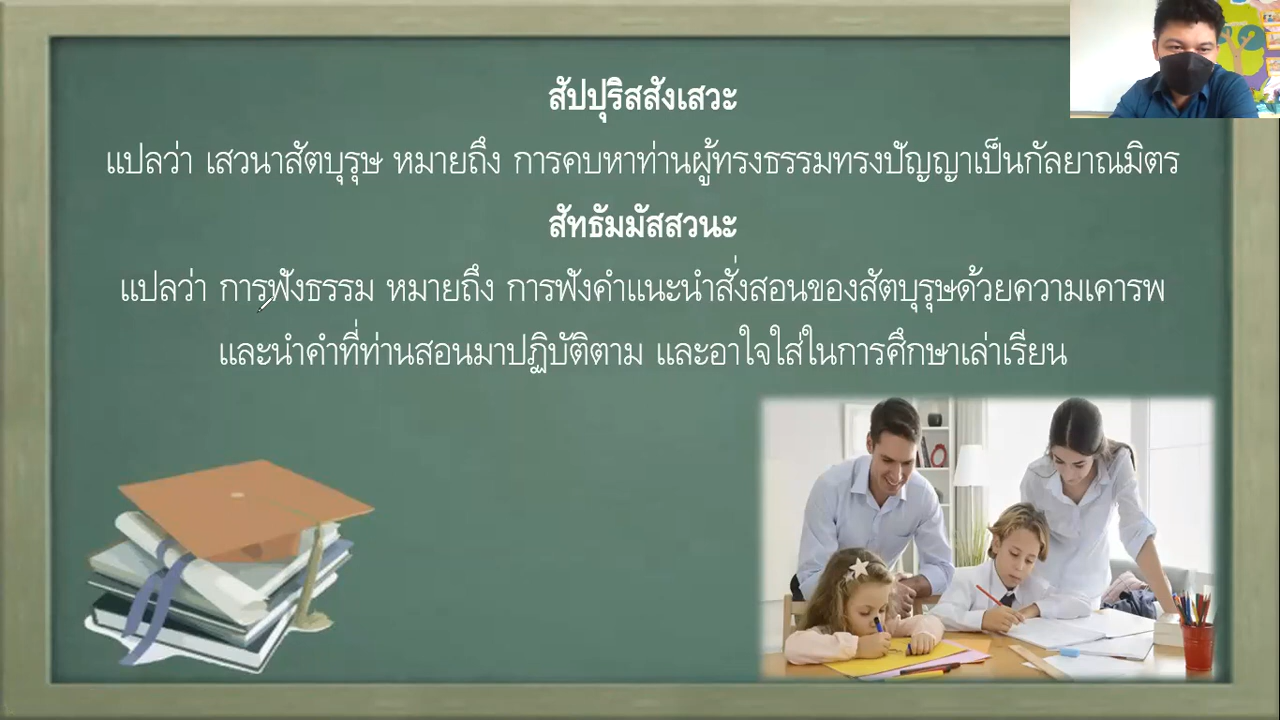 สัปปุริสสังเสวะ
แปลว่า เสวนาสัตบุรุษ หมายถึง การคบหาท่านผู้ทรงธรรมทรงปัญญาเป็นกัลยาณมิตร
สัทธัมมัสสวนะ
แปลว่า การฟังธรรม หมายถึง การฟังคำแนะนำสั่งสอนของสัตบุรุษด้วยความเคารพ
และนำคำที่ท่านสอนมาปฏิบัติตาม และอาใจใส่ในการศึกษาเล่าเรียน